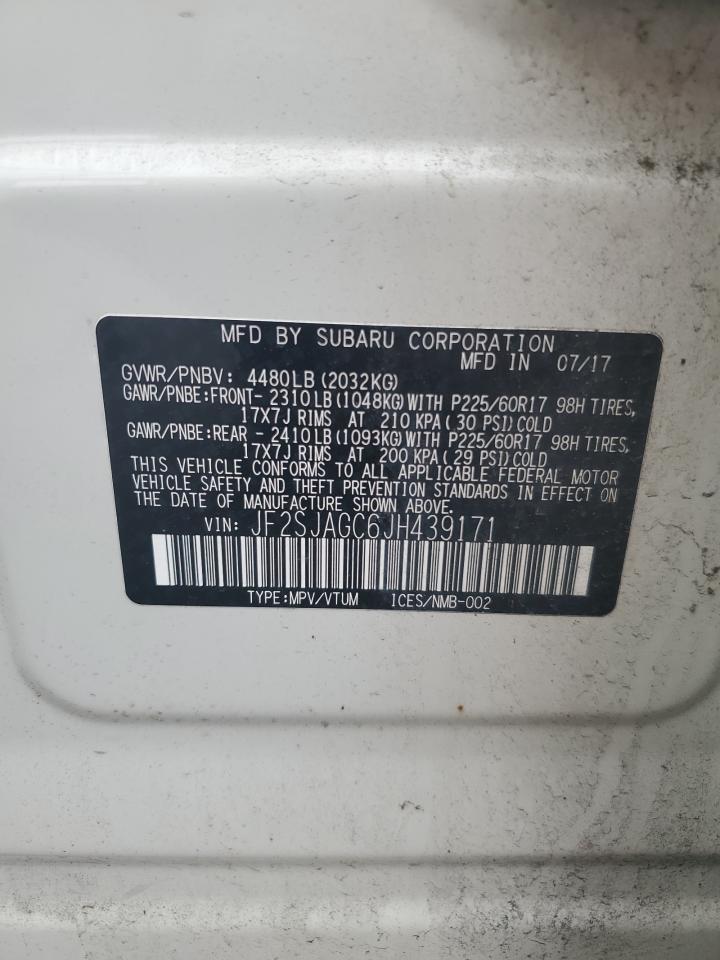 MFD BY SUBARU CORPORATION
MFD IN 07/17
GVWR/PNBV: 4480LB(2032KG)
GAWR/PNBE:FRONT- 2310LB(1048KG)WITH P225/60R17 98H TIRES,
17X7J RIMS AT 210 KPA(30 PSI)COLD
GAWR/PNBE:REAR - 2410LB(1093KG)WITH P225/60R17 98H TIRES,
17X7J RIMS AT 200 KPA(29 PSI)COLD
THIS VEHICLE CONFORMS TO ALL APPLICABLE FEDERAL MOTOR
VEHICLE SAFETY AND THEFT PREVENTION STANDARDS IN EFFECT ON
THE DATE OF MANUFACTURE SHOWN ABOVE.
VIN: JF2SJAGC6JH439171
TYPE:MPV/VTUM ICES/NMB-002